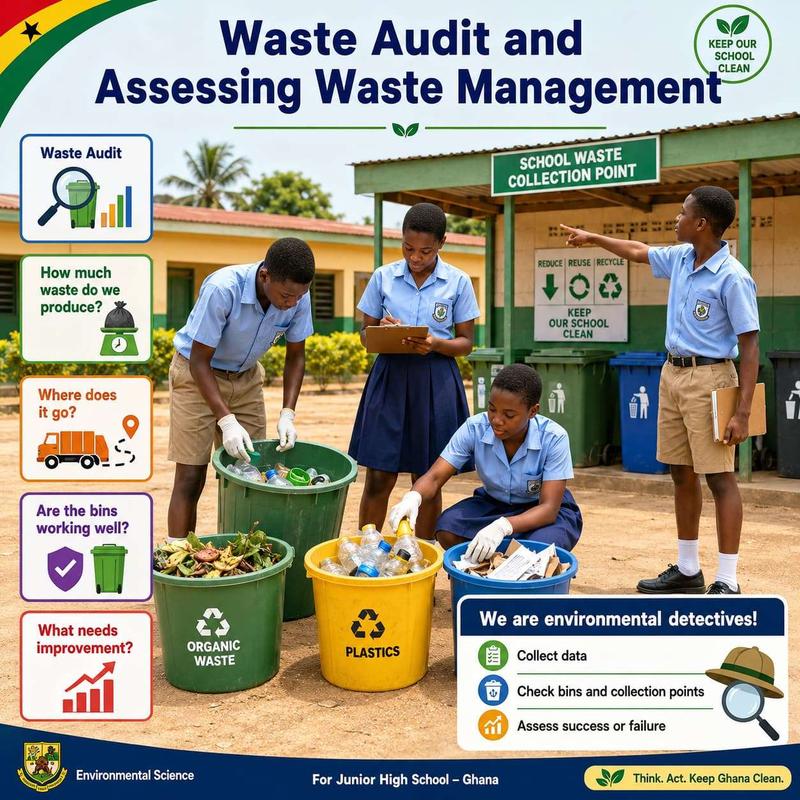 Waste Audit and
Assessing Waste Management
KEEP OUR
SCHOOL
CLEAN
Waste Audit
How much
waste do we
produce?
Where does
it go?
Are the bins
working well?
What needs
improvement?
SCHOOL WASTE
COLLECTION POINT
REDUCE REUSE RECYCLE
KEEP
OUR SCHOOL
CLEAN
ORGANIC
WASTE
PLASTICS
We are environmental detectives!
Collect data
Check bins and collection points
Assess success or failure
Environmental Science
For Junior High School – Ghana
Think. Act. Keep Ghana Clean.